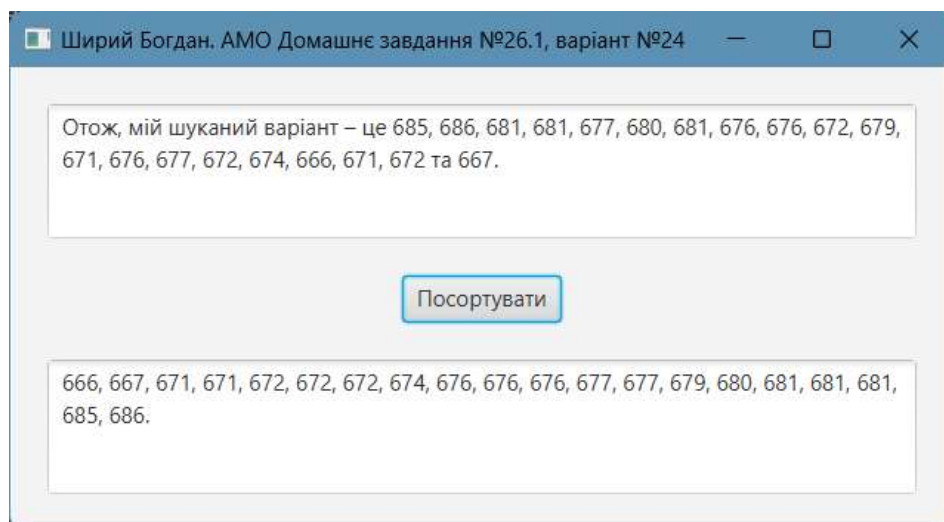 Ширий Богдан. АМО Домашнє завдання №26.1, варіант №24
Отож, мій шуканий варіант – це 685, 686, 681, 681, 677, 680, 681, 676, 676, 672, 679,
671, 676, 677, 672, 674, 666, 671, 672 та 667.
Посортувати
666, 667, 671, 671, 672, 672, 672, 674, 676, 676, 676, 677, 677, 679, 680, 681, 681, 681,
685, 686.